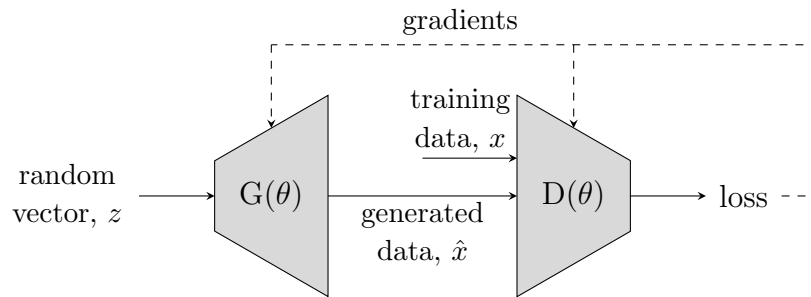 gradients
training
data, x
random
vector, z
G(θ)
generated
data, x̂
D(θ)
loss